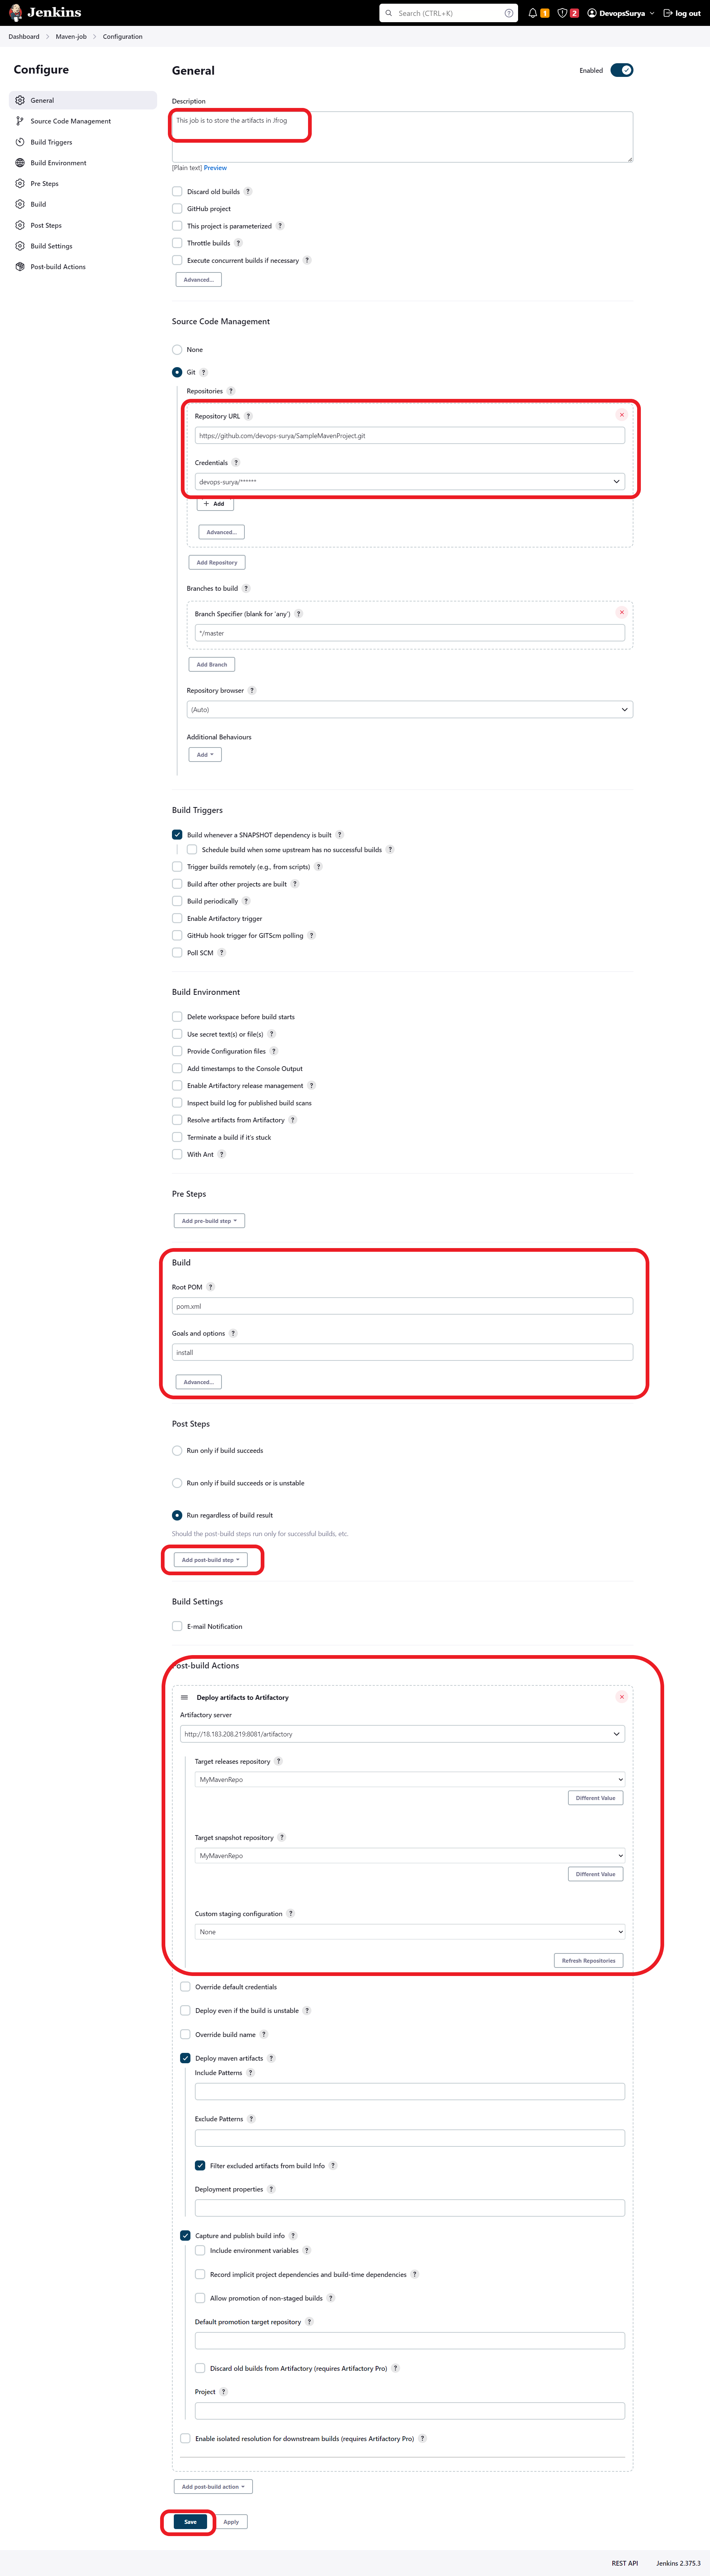 Jenkins
Search (CTRL+K)
?
1
2
DevopsSurya
log out
Dashboard
Maven-job
Configuration
Configure
General
Source Code Management
Build Triggers
Build Environment
Pre Steps
Build
Post Steps
Build Settings
Post-build Actions
General
Enabled
Description
This job is to store the artifacts in Jfrog
[Plain text] Preview
Discard old builds ?
GitHub project
This project is parameterized ?
Throttle builds ?
Execute concurrent builds if necessary ?
Advanced...
Source Code Management
None
Git ?
Repositories ?
Repository URL ?
https://github.com/devops-surya/SampleMavenProject.git
Credentials ?
devops-surya/******
+ Add
Advanced...
Add Repository
Branches to build ?
Branch Specifier (blank for 'any') ?
*/master
Add Branch
Repository browser ?
(Auto)
Additional Behaviours
Add
Build Triggers
Build whenever a SNAPSHOT dependency is built ?
Schedule build when some upstream has no successful builds ?
Trigger builds remotely (e.g., from scripts) ?
Build after other projects are built ?
Build periodically ?
Enable Artifactory trigger
GitHub hook trigger for GITScm polling ?
Poll SCM ?
Build Environment
Delete workspace before build starts
Use secret text(s) or file(s) ?
Provide Configuration files ?
Add timestamps to the Console Output
Enable Artifactory release management ?
Inspect build log for published build scans
Resolve artifacts from Artifactory ?
Terminate a build if it's stuck
With Ant ?
Pre Steps
Add pre-build step
Build
Root POM ?
pom.xml
Goals and options ?
install
Advanced...
Post Steps
Run only if build succeeds
Run only if build succeeds or is unstable
Run regardless of build result
Should the post-build steps run only for successful builds, etc.
Add post-build step
Build Settings
E-mail Notification
Post-build Actions
Deploy artifacts to Artifactory
Artifactory server
http://18.183.208.219:8081/artifactory
Target releases repository ?
MyMavenRepo
Different Value
Target snapshot repository ?
MyMavenRepo
Different Value
Custom staging configuration ?
None
Refresh Repositories
Override default credentials
Deploy even if the build is unstable ?
Override build name ?
Deploy maven artifacts ?
Include Patterns ?
Exclude Patterns ?
Filter excluded artifacts from build Info ?
Deployment properties ?
Capture and publish build info ?
Include environment variables ?
Record implicit project dependencies and build-time dependencies ?
Allow promotion of non-staged builds ?
Default promotion target repository ?
Discard old builds from Artifactory (requires Artifactory Pro) ?
Project ?
Enable isolated resolution for downstream builds (requires Artifactory Pro) ?
Add post-build action
Save
Apply
REST API
Jenkins 2.375.3